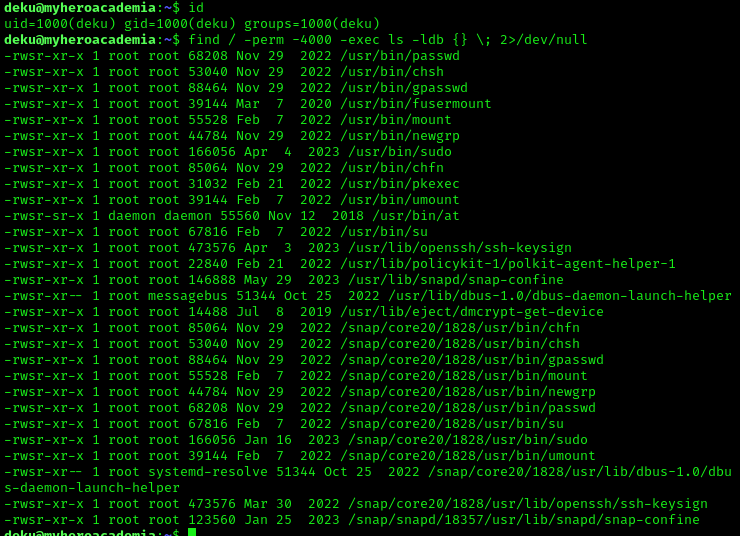 deku@myheroacademia:~$ id
uid=1000(deku) gid=1000(deku) groups=1000(deku)
deku@myheroacademia:~$ find / -perm -4000 -exec ls -ldb {} \; 2>/dev/null
-rwsr-xr-x 1 root root 68208 Nov 29  2022 /usr/bin/passwd
-rwsr-xr-x 1 root root 53040 Nov 29  2022 /usr/bin/chsh
-rwsr-xr-x 1 root root 88464 Nov 29  2022 /usr/bin/gpasswd
-rwsr-xr-x 1 root root 39144 Mar  7  2020 /usr/bin/fusermount
-rwsr-xr-x 1 root root 55528 Feb  7  2022 /usr/bin/mount
-rwsr-xr-x 1 root root 44784 Nov 29  2022 /usr/bin/newgrp
-rwsr-xr-x 1 root root 166056 Apr  4  2023 /usr/bin/sudo
-rwsr-xr-x 1 root root 85064 Nov 29  2022 /usr/bin/chfn
-rwsr-xr-x 1 root root 31032 Feb 21  2022 /usr/bin/pkexec
-rwsr-xr-x 1 root root 39144 Feb  7  2022 /usr/bin/umount
-rwsr-sr-x 1 daemon daemon 55560 Nov 12  2018 /usr/bin/at
-rwsr-xr-x 1 root root 67816 Feb  7  2022 /usr/bin/su
-rwsr-xr-x 1 root root 473576 Apr  3  2023 /usr/lib/openssh/ssh-keysign
-rwsr-xr-x 1 root root 22840 Feb 21  2022 /usr/lib/policykit-1/polkit-agent-helper-1
-rwsr-xr-x 1 root root 146888 May 29  2023 /usr/lib/snapd/snap-confine
-rwsr-xr-- 1 root messagebus 51344 Oct 25  2022 /usr/lib/dbus-1.0/dbus-daemon-launch-helper
-rwsr-xr-x 1 root root 14488 Jul  8  2019 /usr/lib/eject/dmcrypt-get-device
-rwsr-xr-x 1 root root 85064 Nov 29  2022 /snap/core20/1828/usr/bin/chfn
-rwsr-xr-x 1 root root 53040 Nov 29  2022 /snap/core20/1828/usr/bin/chsh
-rwsr-xr-x 1 root root 88464 Nov 29  2022 /snap/core20/1828/usr/bin/gpasswd
-rwsr-xr-x 1 root root 55528 Feb  7  2022 /snap/core20/1828/usr/bin/mount
-rwsr-xr-x 1 root root 44784 Nov 29  2022 /snap/core20/1828/usr/bin/newgrp
-rwsr-xr-x 1 root root 68208 Nov 29  2022 /snap/core20/1828/usr/bin/passwd
-rwsr-xr-x 1 root root 67816 Feb  7  2022 /snap/core20/1828/usr/bin/su
-rwsr-xr-x 1 root root 166056 Jan 16  2023 /snap/core20/1828/usr/bin/sudo
-rwsr-xr-x 1 root root 39144 Feb  7  2022 /snap/core20/1828/usr/bin/umount
-rwsr-xr-- 1 root systemd-resolve 51344 Oct 25  2022 /snap/core20/1828/usr/lib/dbus-1.0/dbu
s-daemon-launch-helper
-rwsr-xr-x 1 root root 473576 Mar 30  2022 /snap/core20/1828/usr/lib/openssh/ssh-keysign
-rwsr-xr-x 1 root root 123560 Jan 25  2023 /snap/snapd/18357/usr/lib/snapd/snap-confine
deku@myheroacademia:~$